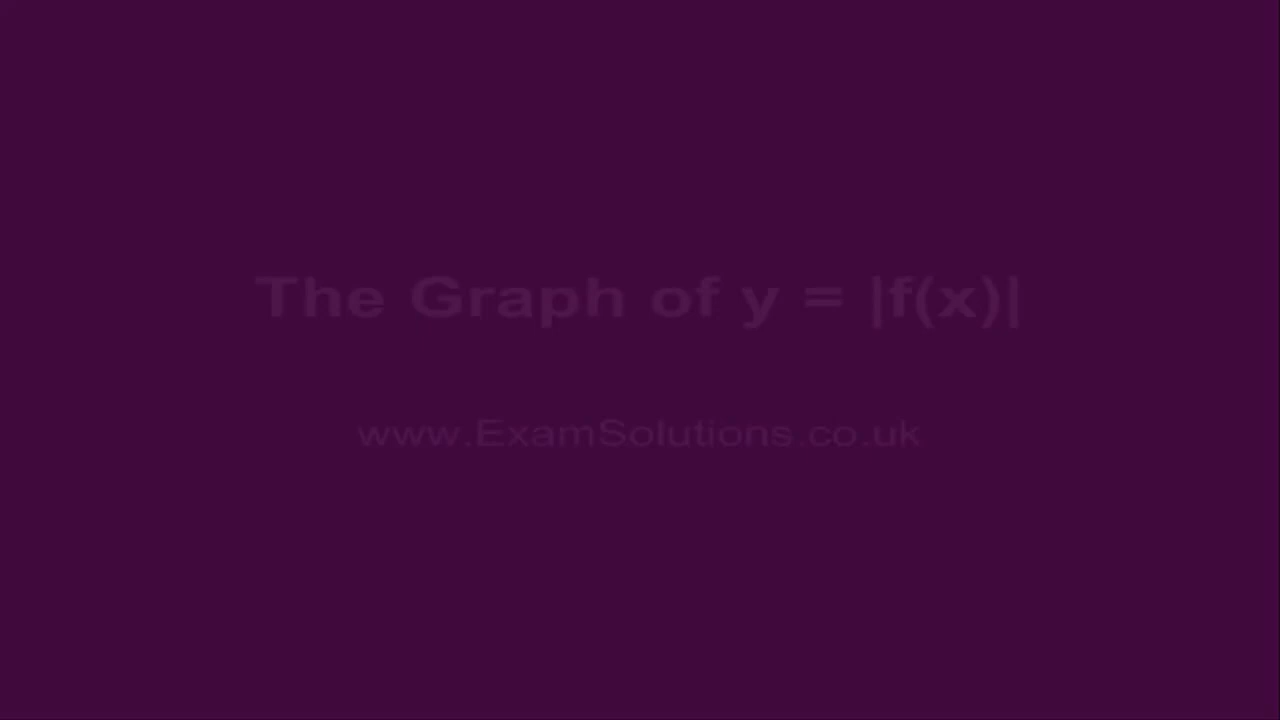 The Graph of y = |f(x)|
www.ExamSolutions.co.uk